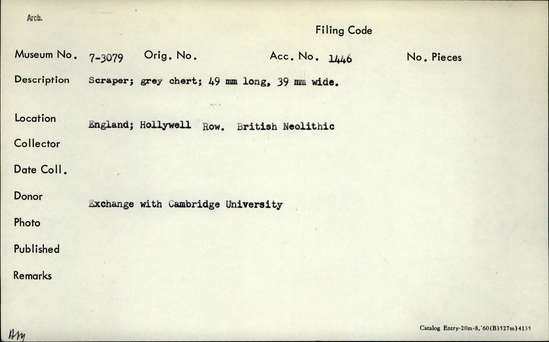 Arch.
Filing Code
Museum No. 7-3079 Orig. No. Acc. No. 1446 No. Pieces
Description Scraper; grey chert; 49 mm long, 39 mm wide.
Location England; Hollywell Row. British Neolithic
Collector
Date Coll.
Donor Exchange with Cambridge University
Photo
Published
Remarks
Catalog Entry-20m-8,'60(B3527m)4139